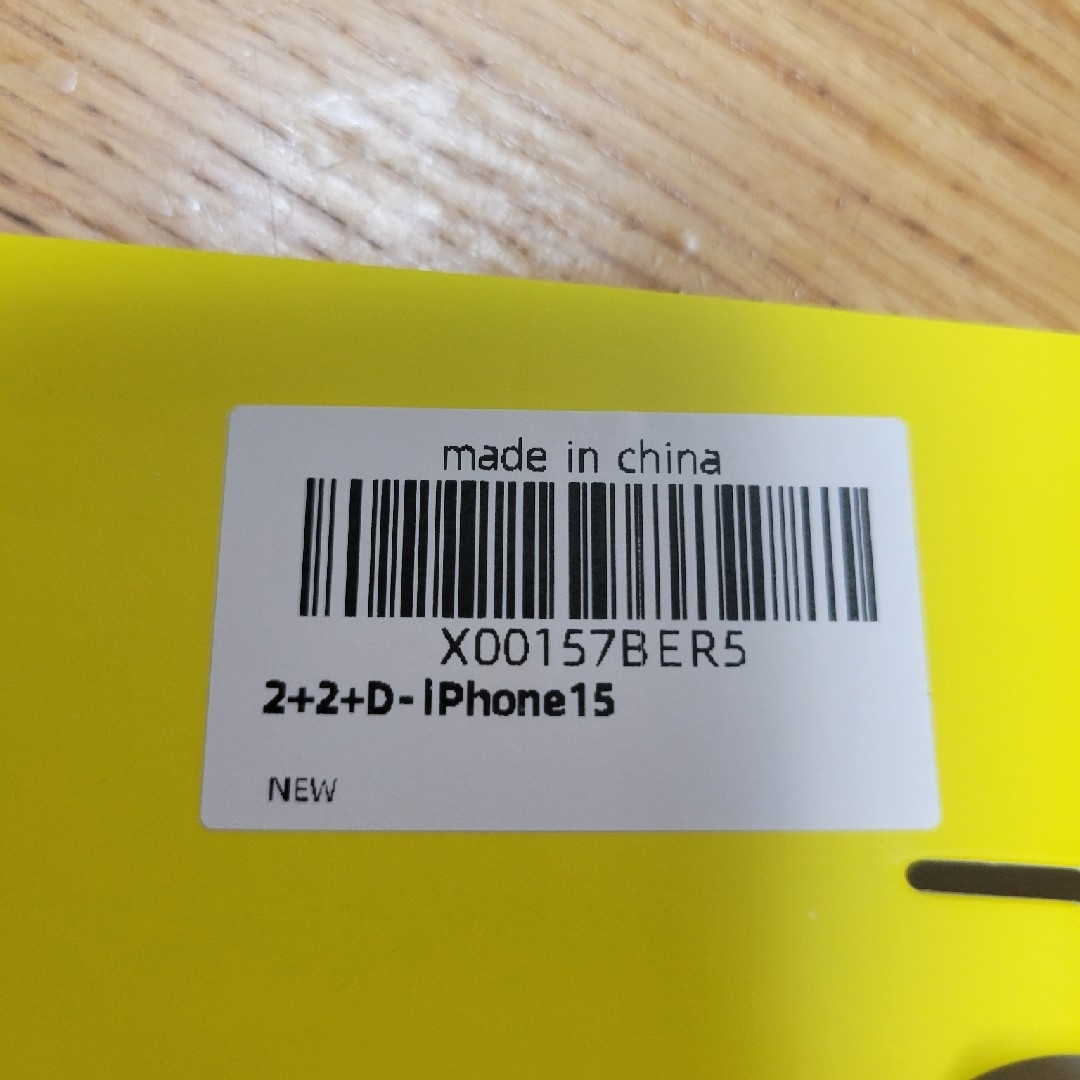 made in china
X00157BER5
2+2+D-iPhone15
NEW